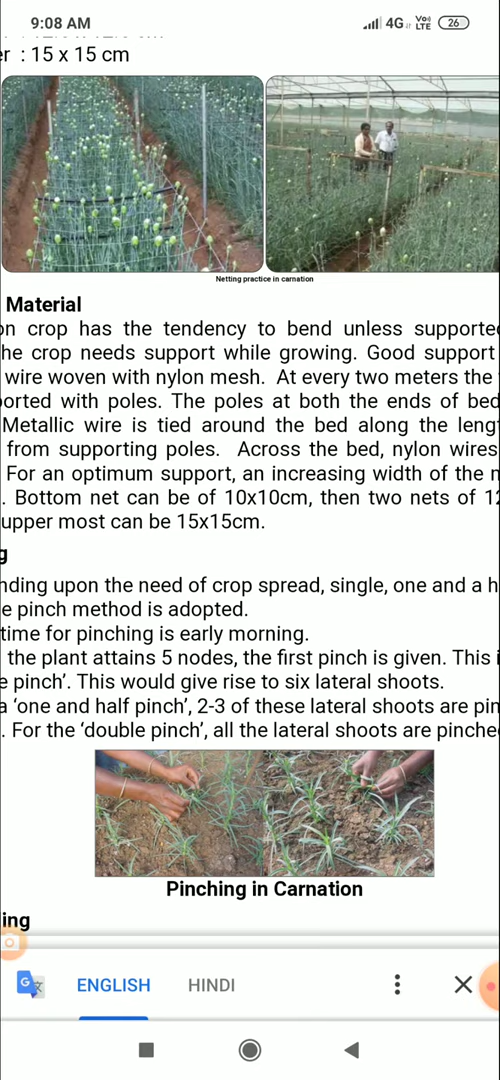 9:08 AM
4G
Vo
LTE
26
er : 15 x 15 cm
Netting practice in carnation
Material
on crop has the tendency to bend unless supporte
he crop needs support while growing. Good support
wire woven with nylon mesh. At every two meters the
orted with poles. The poles at both the ends of bed
Metallic wire is tied around the bed along the leng
from supporting poles. Across the bed, nylon wires
For an optimum support, an increasing width of the n
. Bottom net can be of 10x10cm, then two nets of 12
upper most can be 15x15cm.
g
nding upon the need of crop spread, single, one and a h
e pinch method is adopted.
time for pinching is early morning.
the plant attains 5 nodes, the first pinch is given. This i
e pinch’. This would give rise to six lateral shoots.
a ‘one and half pinch’, 2-3 of these lateral shoots are pin
. For the ‘double pinch’, all the lateral shoots are pinche
Pinching in Carnation
ing
G
ENGLISH
HINDI